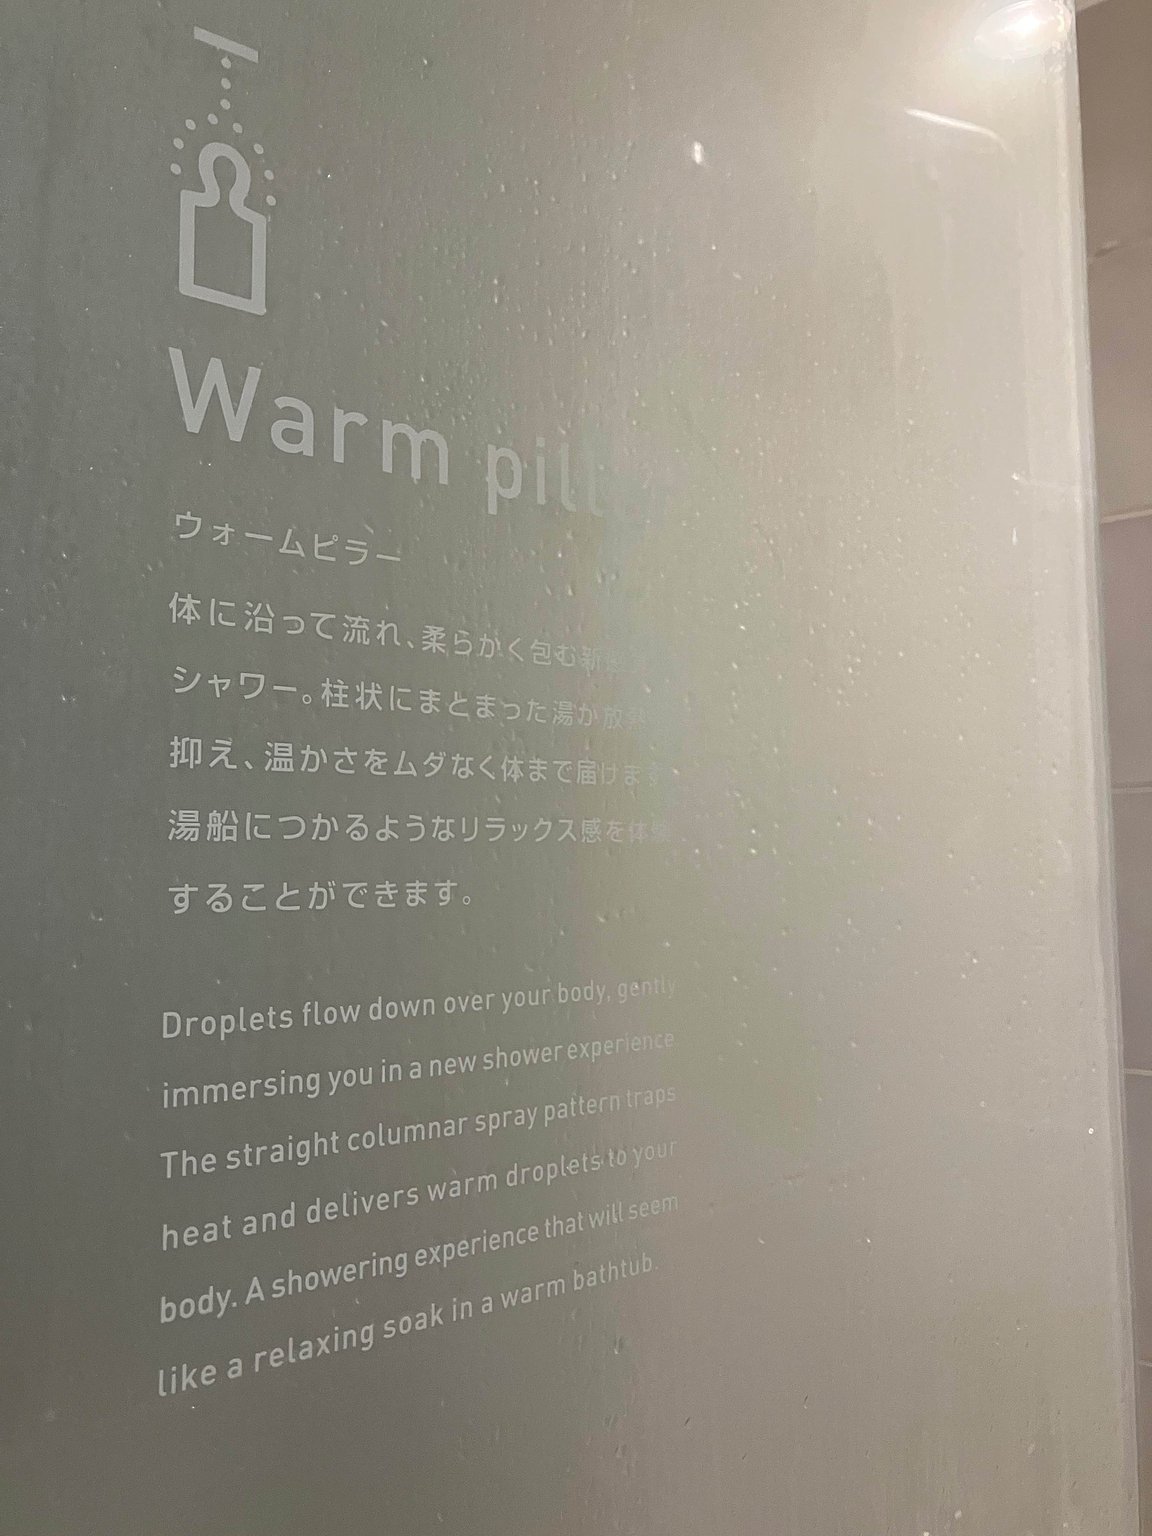 Warm pill
ウォームピラー
体に沿って流れ、柔らかく包む新
シャワー。柱状にまとまった湯が放
抑え、温かさをムダなく体まで届けます
湯船につかるようなリラックス感を体験
することができます。
Droplets flow down over your body, gently
immersing you in a new shower experience
The straight columnar spray pattern traps
heat and delivers warm droplets to your
body. A showering experience that will seem
like a relaxing soak in a warm bathtub.